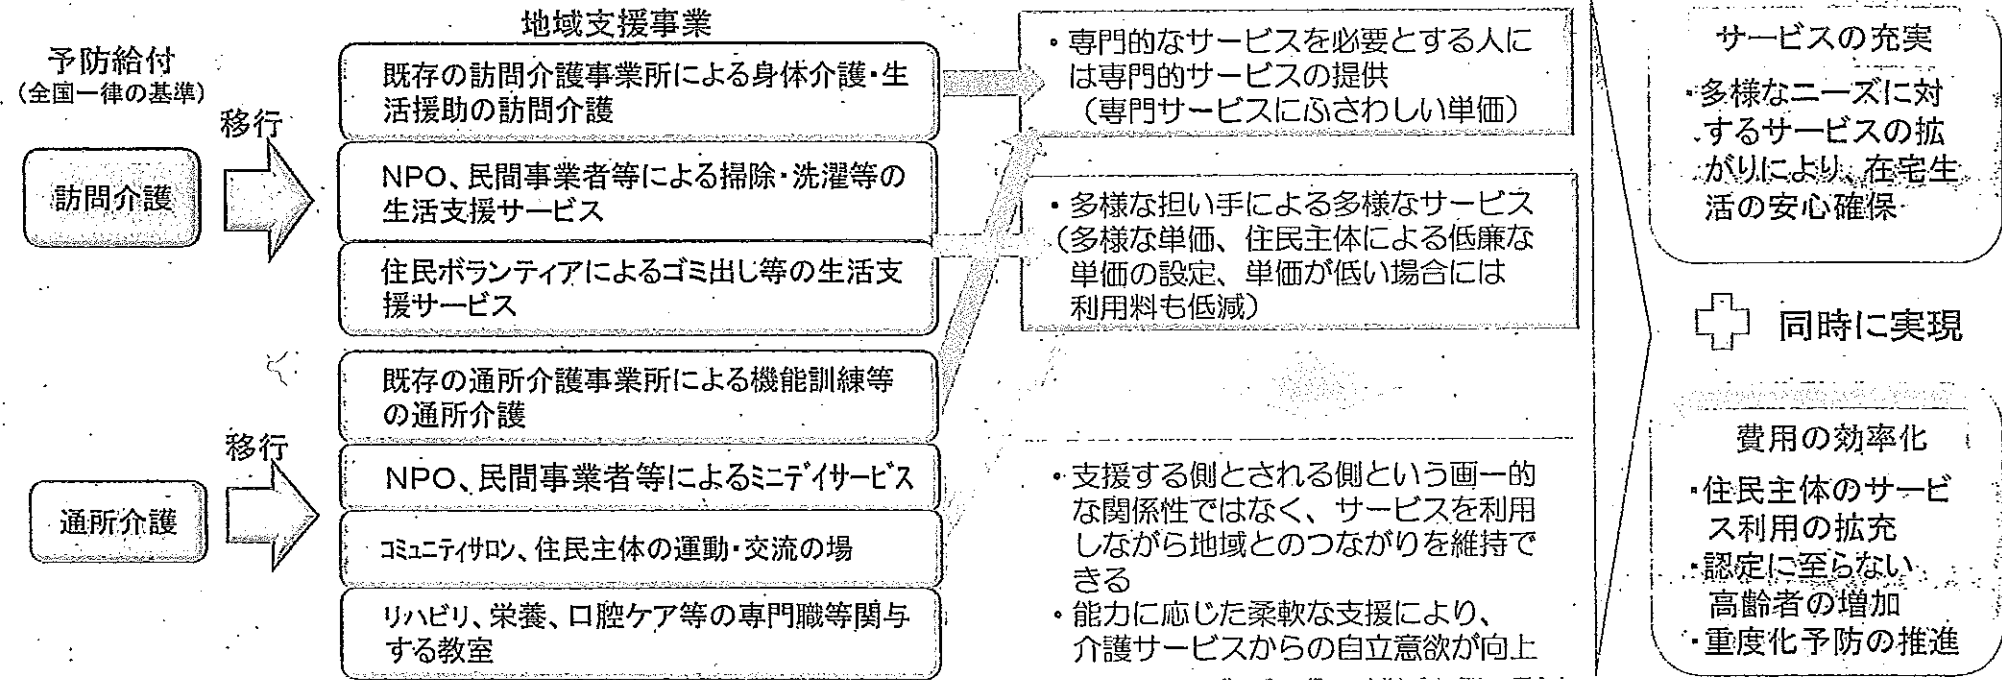 地域支援事業
予防給付
(全国一律の基準)
移行
訪問介護
既存の訪問介護事業所による身体介護・生
活援助の訪問介護
NPO、民間事業者等による掃除・洗濯等の
生活支援サービス
住民ボランティアによるゴミ出し等の生活支
援サービス
移行
通所介護
既存の通所介護事業所による機能訓練等
の通所介護
NPO、民間事業者等によるミニデイサービス
コミュニティサロン、住民主体の運動・交流の場
リハビリ、栄養、口腔ケア等の専門職等関与
する教室
・専門的なサービスを必要とする人に
は専門的サービスの提供
(専門サービスにふさわしい単価)
・多様な担い手による多様なサービス
(多様な単価、住民主体による低廉な
単価の設定、単価が低い場合には
利用料も低減)
・支援する側とされる側という画一的
な関係性ではなく、サービスを利用
しながら地域とのつながりを維持で
きる
・能力に応じた柔軟な支援により、
介護サービスからの自立意欲が向上
サービスの充実
・多様なニーズに対
するサービスの拡
がりにより、在宅生
活の安心確保
同時に実現
費用の効率化
・住民主体のサービ
ス利用の拡充
・認定に至らない
高齢者の増加
・重度化予防の推進